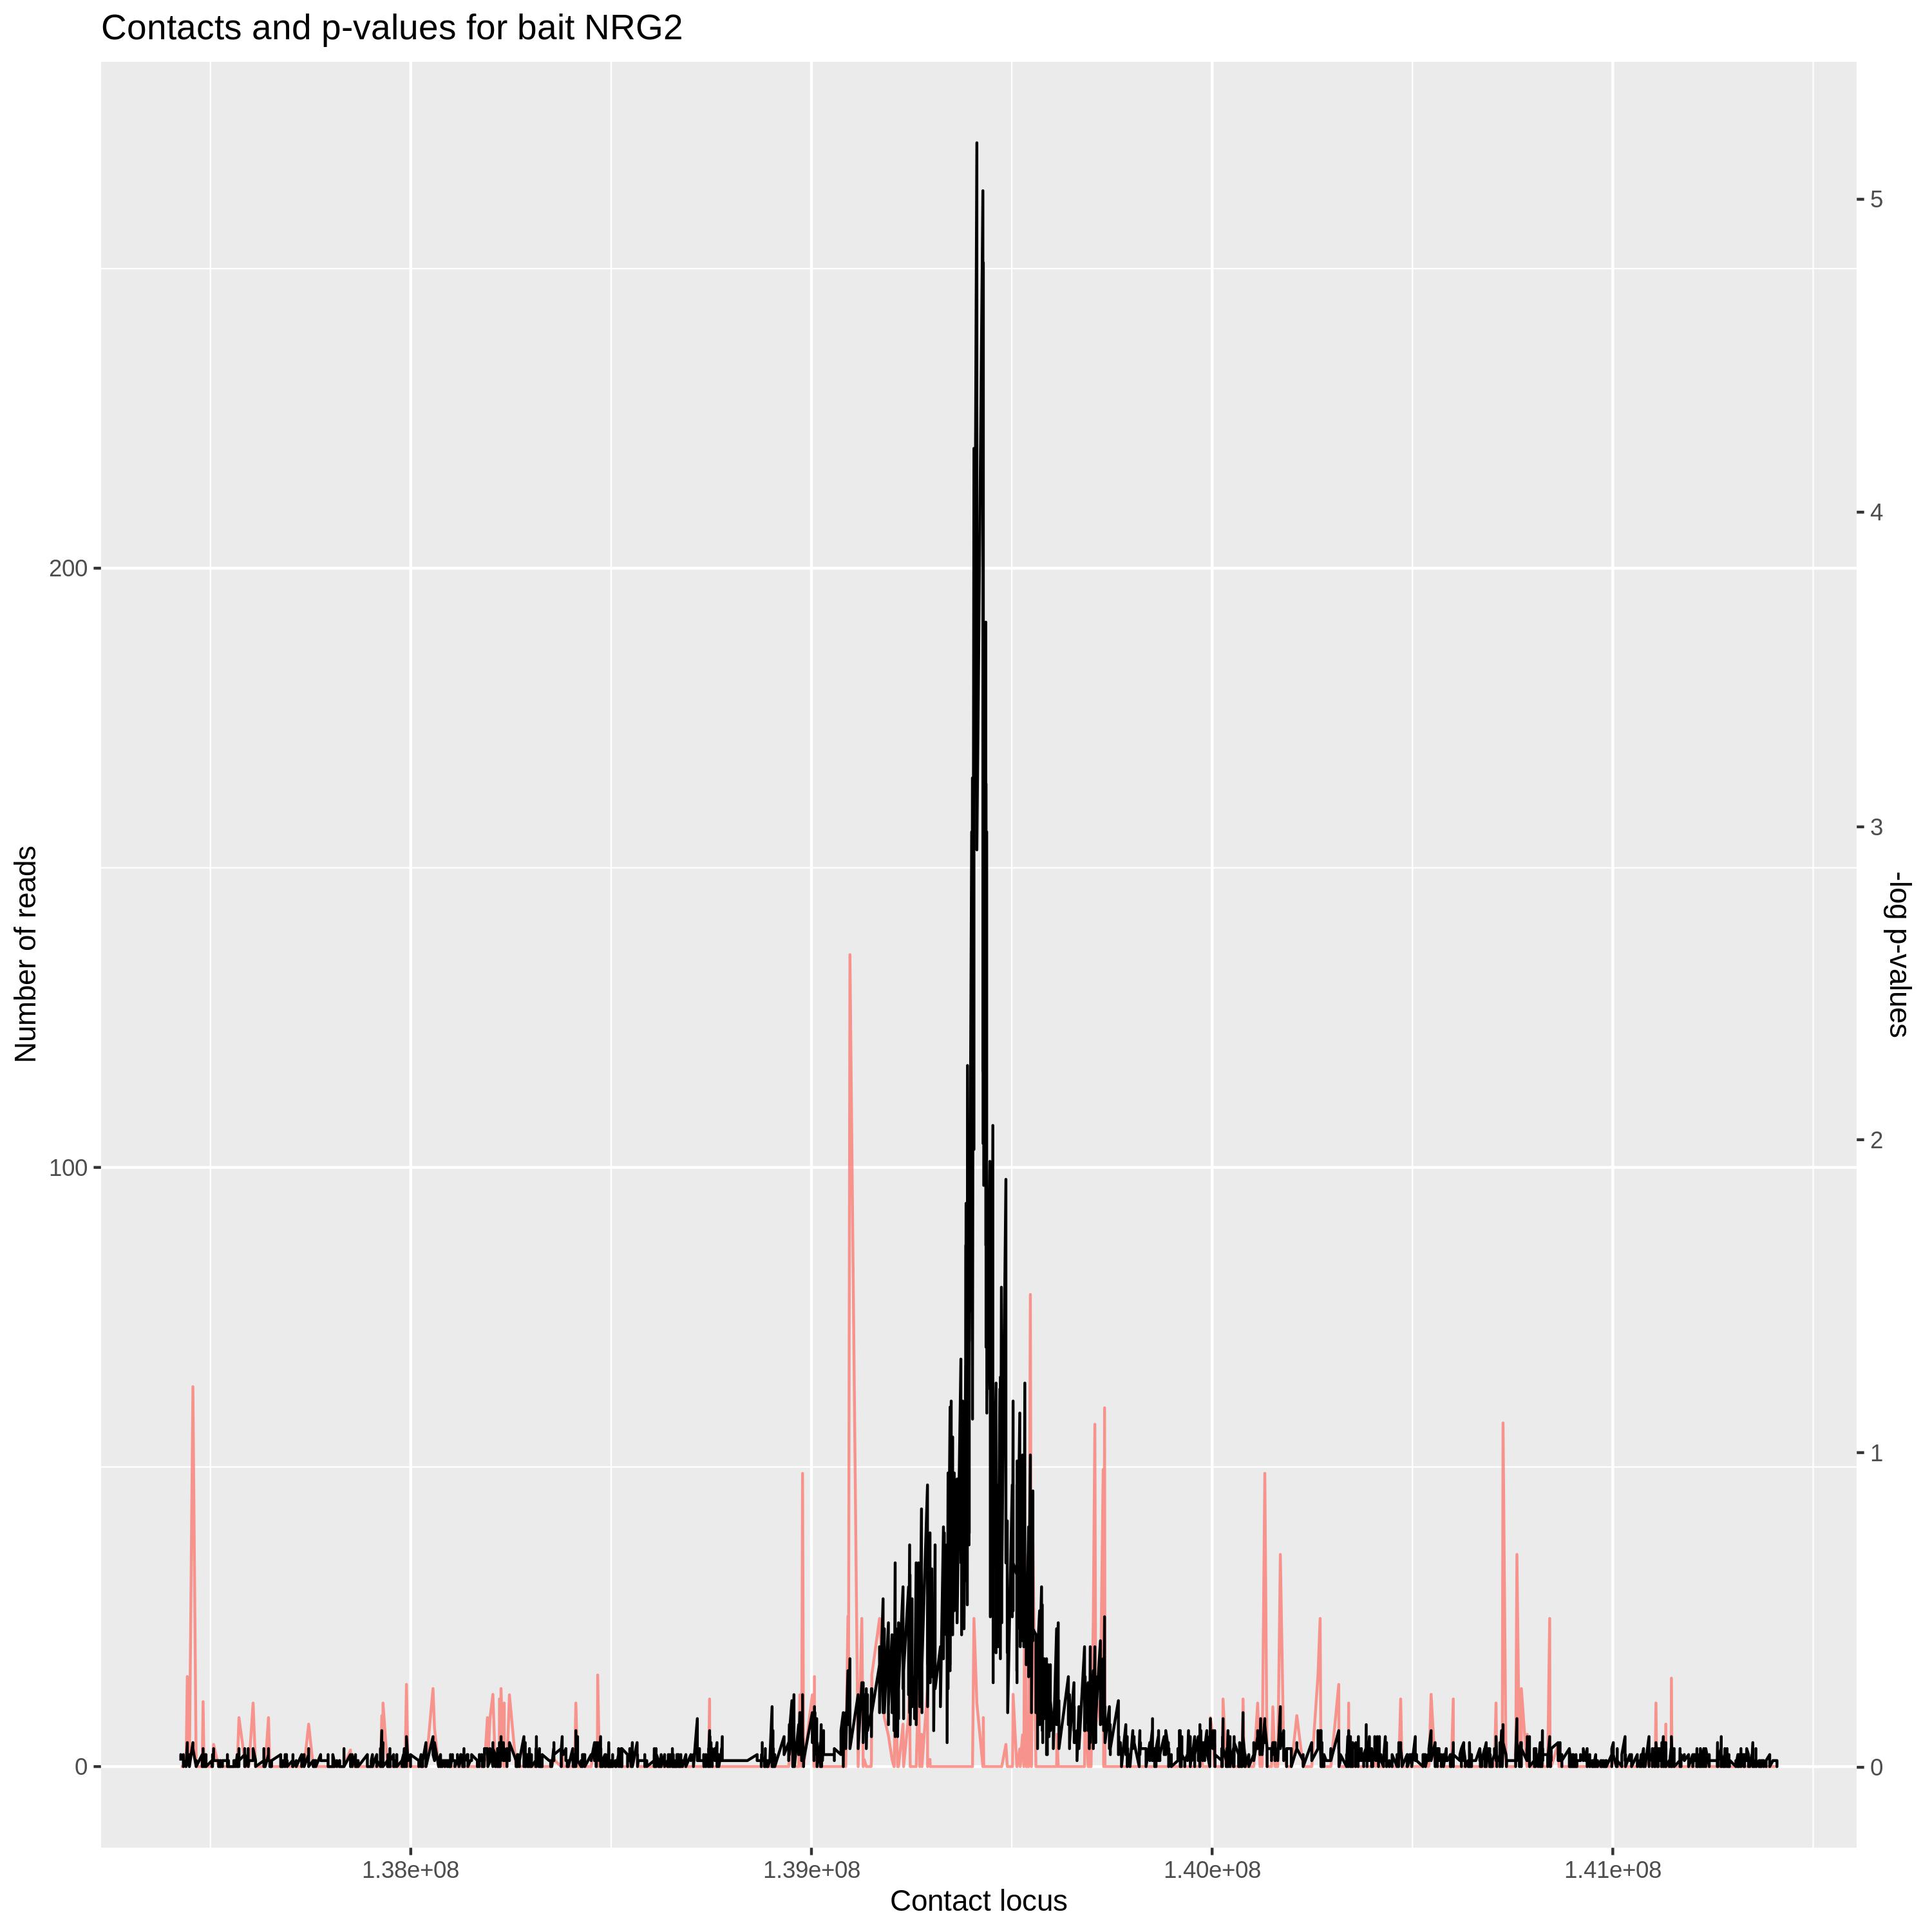 Contacts and p-values for bait NRG2
Number of reads
200
100
0
5
4
3
2
1
0
-log p-values
1.38e+08
1.39e+08
1.40e+08
1.41e+08
Contact locus